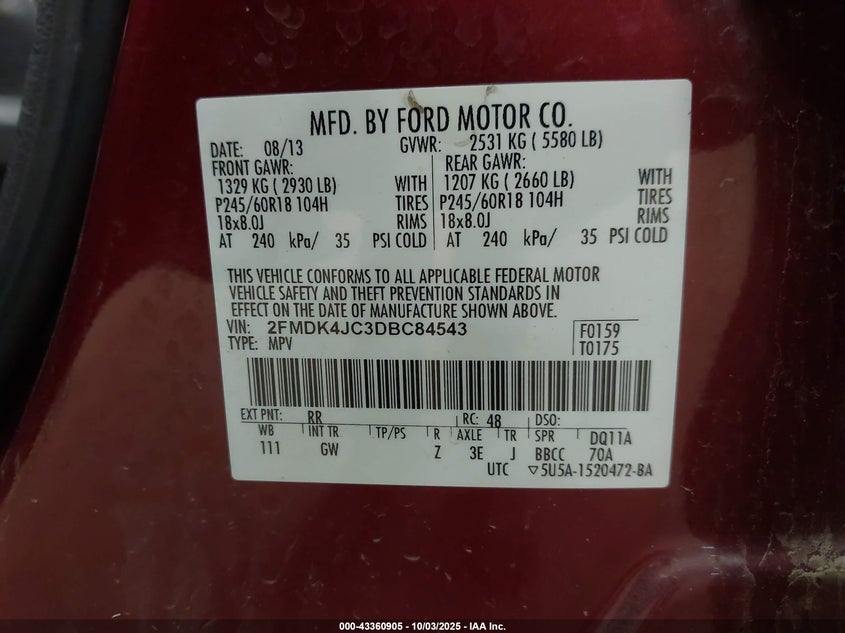 MFD. BY FORD MOTOR CO.
DATE: 08/13 GVWR: 2531 KG ( 5580 LB)
FRONT GAWR: REAR GAWR:
1329 KG ( 2930 LB) WITH 1207 KG ( 2660 LB) WITH
P245/60R18 104H TIRES P245/60R18 104H TIRES
18x8.0J RIMS 18x8.0J RIMS
AT 240 kPa/ 35 PSI COLD AT 240 kPa/ 35 PSI COLD
THIS VEHICLE CONFORMS TO ALL APPLICABLE FEDERAL MOTOR
VEHICLE SAFETY AND THEFT PREVENTION STANDARDS IN
EFFECT ON THE DATE OF MANUFACTURE SHOWN ABOVE.
VIN: 2FMDK4JC3DBC84543 F0159
TYPE: MPV T0175
EXT PNT: RR RC: 48 DSO:
WB INT TR TP/PS R AXLE TR SPR DQ11A
111 GW Z 3E J BBCC 70A
UTC ▽5U5A-1520472-BA
000-43360905 - 10/03/2025 - IAA Inc.